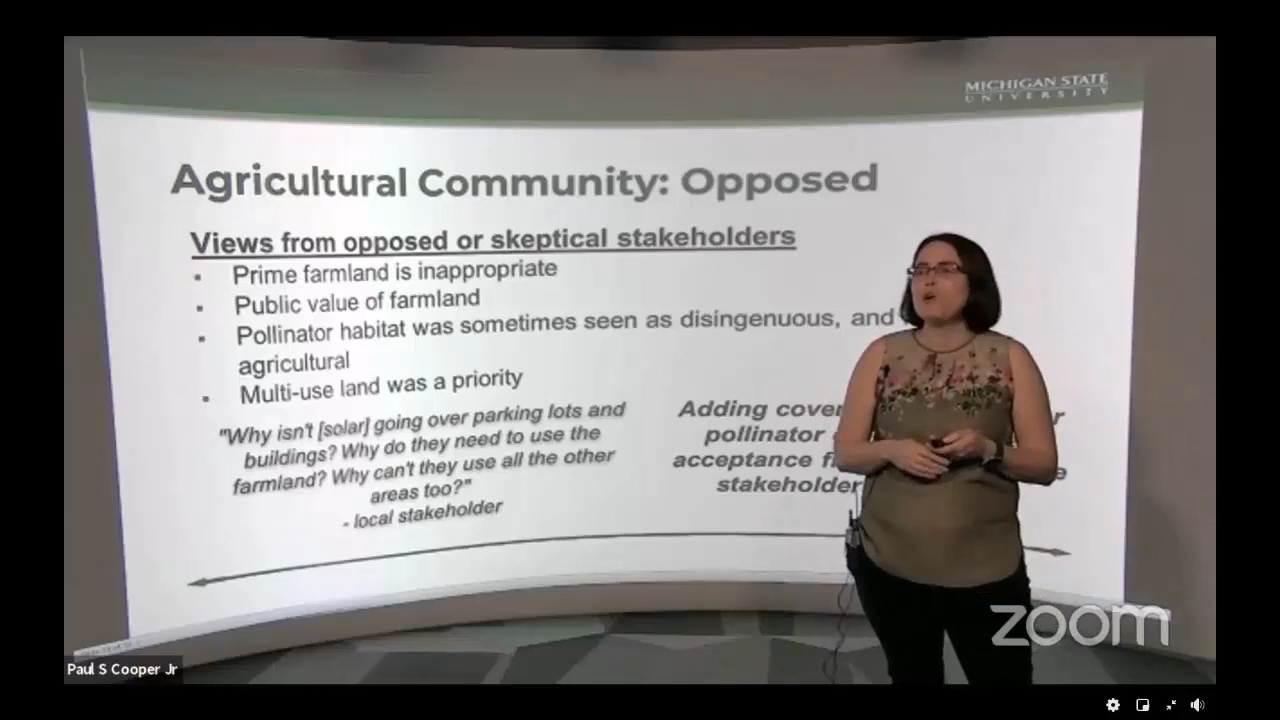 MICHIGAN STATE
UNIVERSITY
Agricultural Community: Opposed
Views from opposed or skeptical stakeholders
▪ Prime farmland is inappropriate
▪ Public value of farmland
▪ Pollinator habitat was sometimes seen as disingenuous, and
agricultural
▪ Multi-use land was a priority
"Why isn't [solar] going over parking lots and
buildings? Why do they need to use the
farmland? Why can't they use all the other
areas too?"
- local stakeholder
Adding cover
pollinator
acceptance
stakeholder
zoom
Paul S Cooper Jr